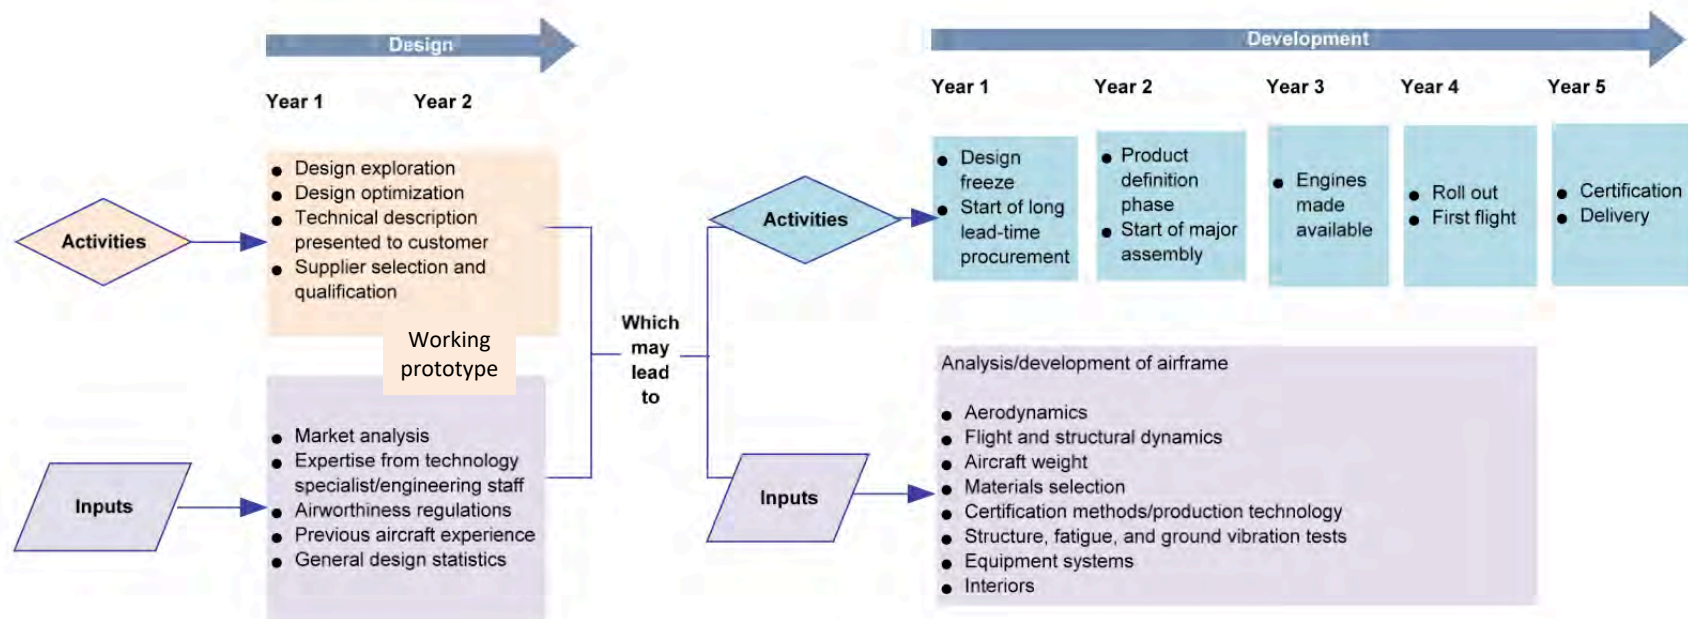 Design
Year 1
Year 2
Activities
Design exploration
Design optimization
Technical description
presented to customer
Supplier selection and
qualification
Working
prototype
Inputs
Market analysis
Expertise from technology
specialist/engineering staff
Airworthiness regulations
Previous aircraft experience
General design statistics
Which
may
lead
to
Development
Year 1
Year 2
Year 3
Year 4
Year 5
Activities
Design
freeze
Start of long
lead-time
procurement
Product
definition
phase
Start of major
assembly
Engines
made
available
Roll out
First flight
Certification
Delivery
Inputs
Analysis/development of airframe
Aerodynamics
Flight and structural dynamics
Aircraft weight
Materials selection
Certification methods/production technology
Structure, fatigue, and ground vibration tests
Equipment systems
Interiors